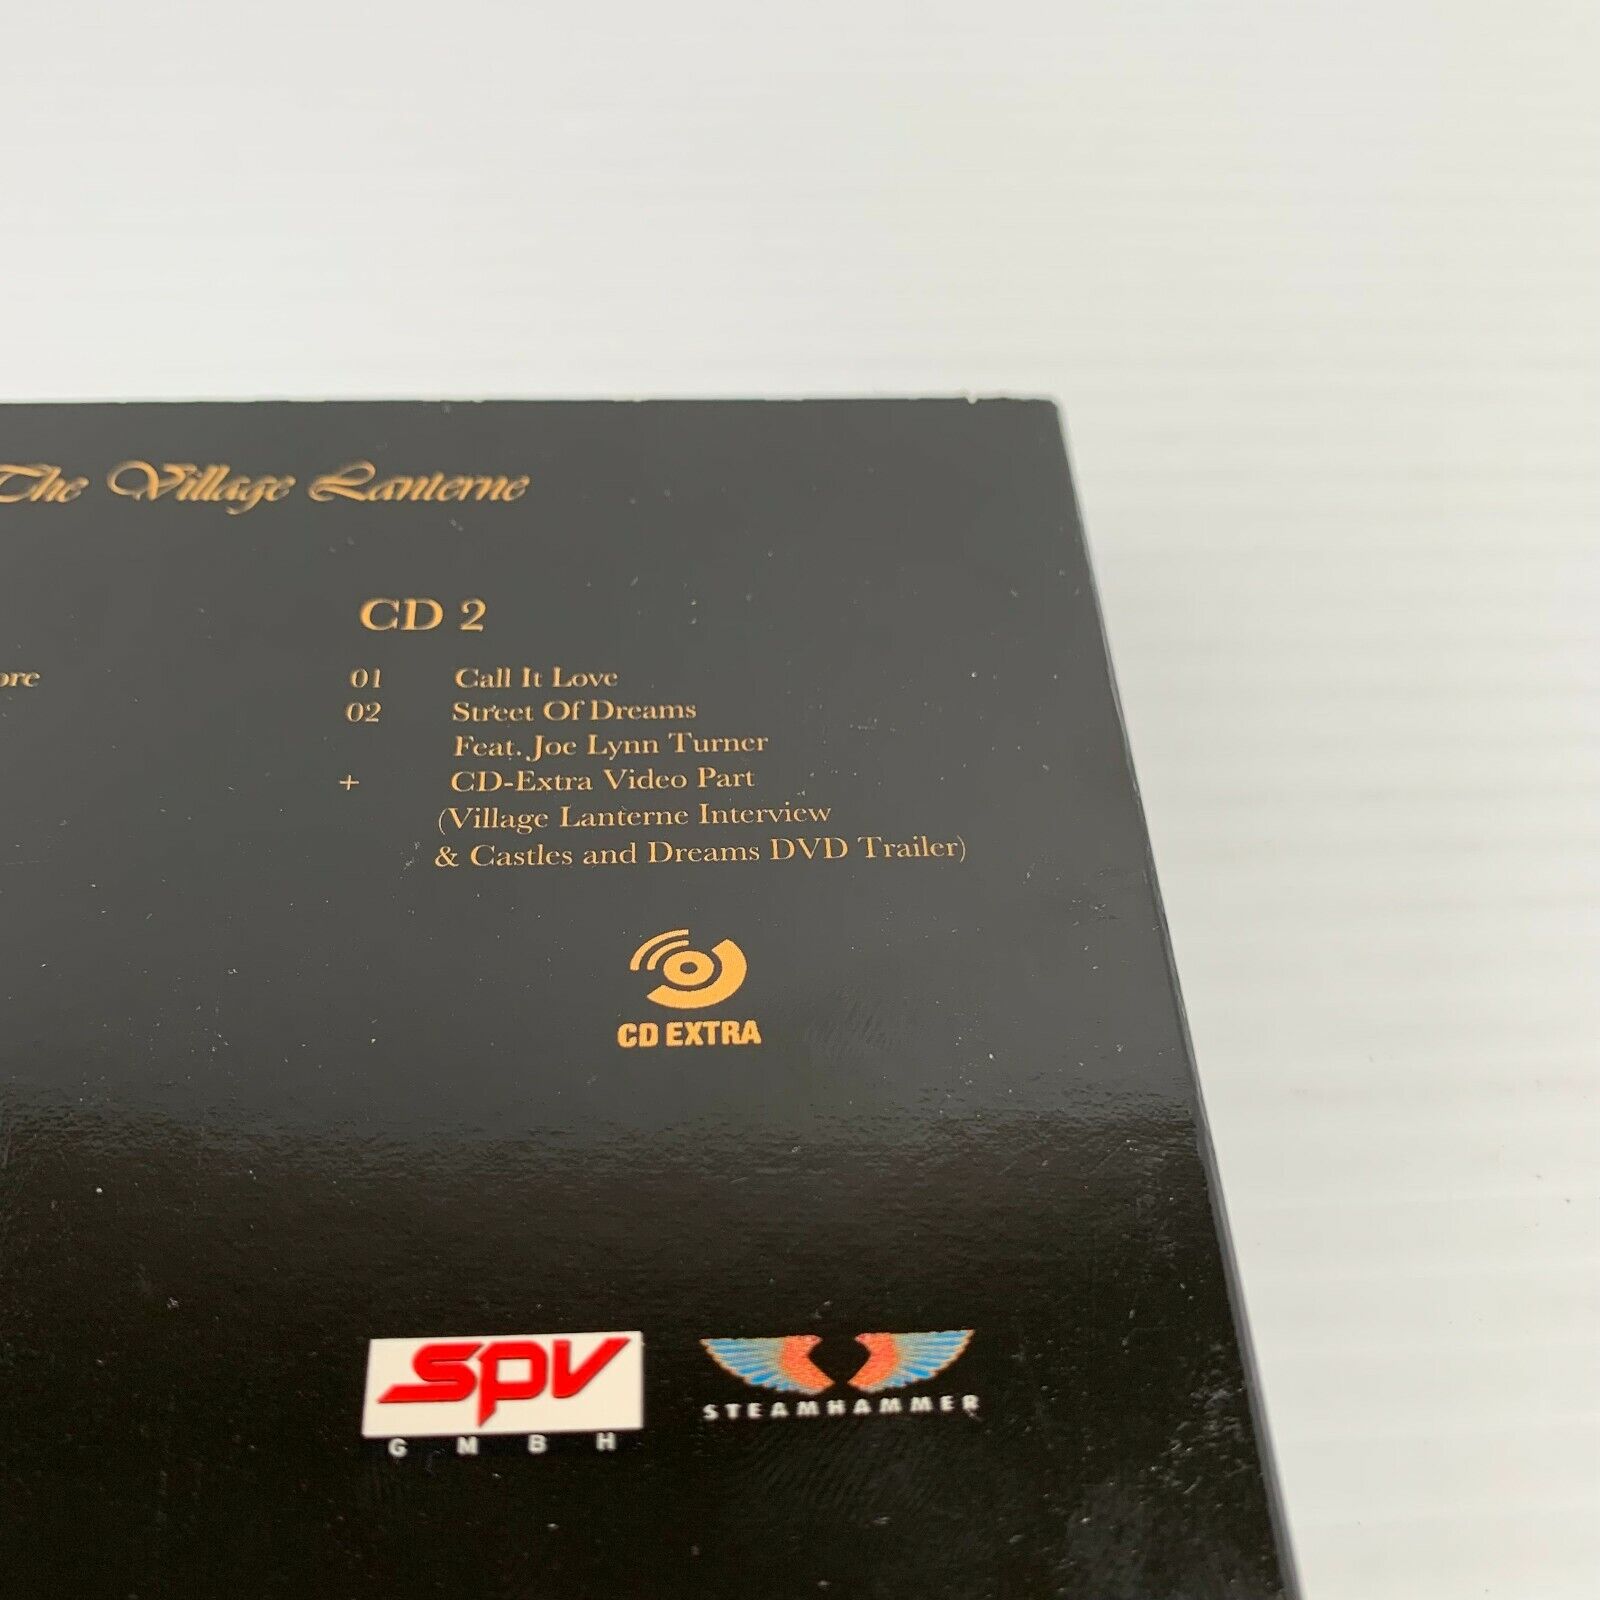 The Village Lanterne
CD 2
01 Call It Love
02 Street Of Dreams
Feat. Joe Lynn Turner
+ CD-Extra Video Part
(Village Lanterne Interview
& Castles and Dreams DVD Trailer)
CD EXTRA
spv
GMBH
STEAMHAMMER